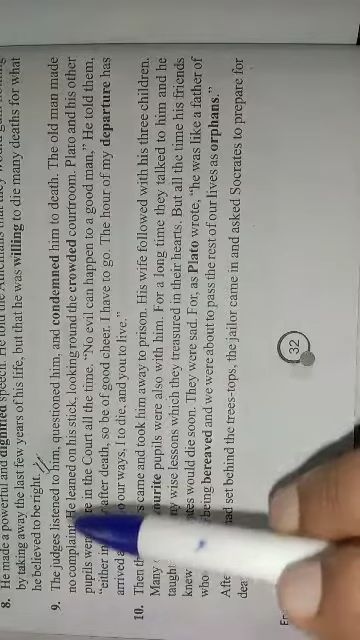 8. He made a powerful and dignified speech. He told the Athenians that they would gain nothing
by taking away the last few years of his life, but that he was willing to die many deaths for what
he believed to be right.
9. The judges listened to him, questioned him, and condemned him to death. The old man made
no complaint. He leaned on his stick, looking round the crowded courtroom. Plato and his other
pupils were in the Court all the time. "No evil can happen to a good man," He told them,
"either in after death, so be of good cheer. I have to go. The hour of my departure has
arrived our ways, I to die, and you to live."
10. Then came and took him away to prison. His wife followed with his three children.
Many pupils were also with him. For a long time they talked to him and he
taught wise lessons which they treasured in their hearts. But all the time his friends
knew would die soon. They were sad. For, as Plato wrote, "he was like a father of
who being bereaved and we were about to pass the rest of our lives as orphans."
had set behind the trees-tops, the jailor came in and asked Socrates to prepare for
32